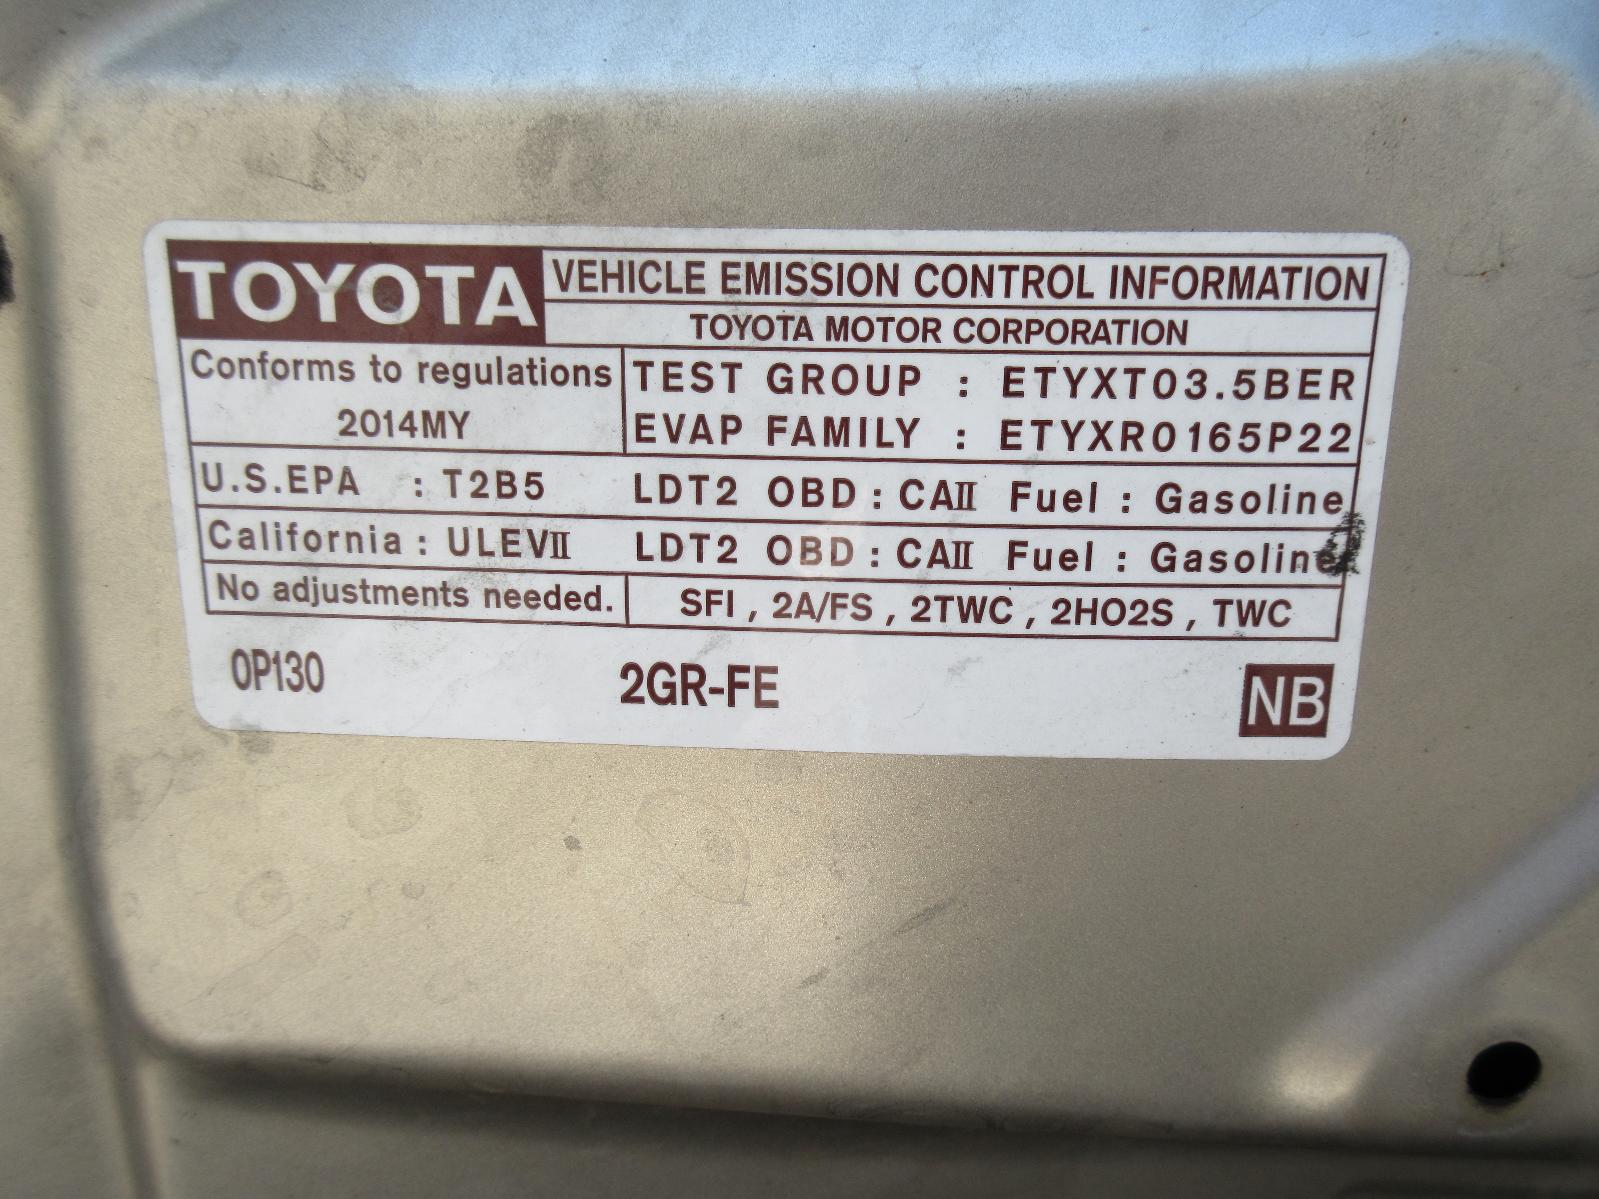 TOYOTA VEHICLE EMISSION CONTROL INFORMATION
TOYOTA MOTOR CORPORATION
Conforms to regulations
2014MY
TEST GROUP : ETYXT03.5BER
EVAP FAMILY : ETYXR0165P22
U.S.EPA : T2B5 LDT2 OBD : CAII Fuel : Gasoline
California : ULEVII LDT2 OBD : CAII Fuel : Gasoline
No adjustments needed. SFI , 2A/FS , 2TWC , 2HO2S , TWC
0P130 2GR-FE NB